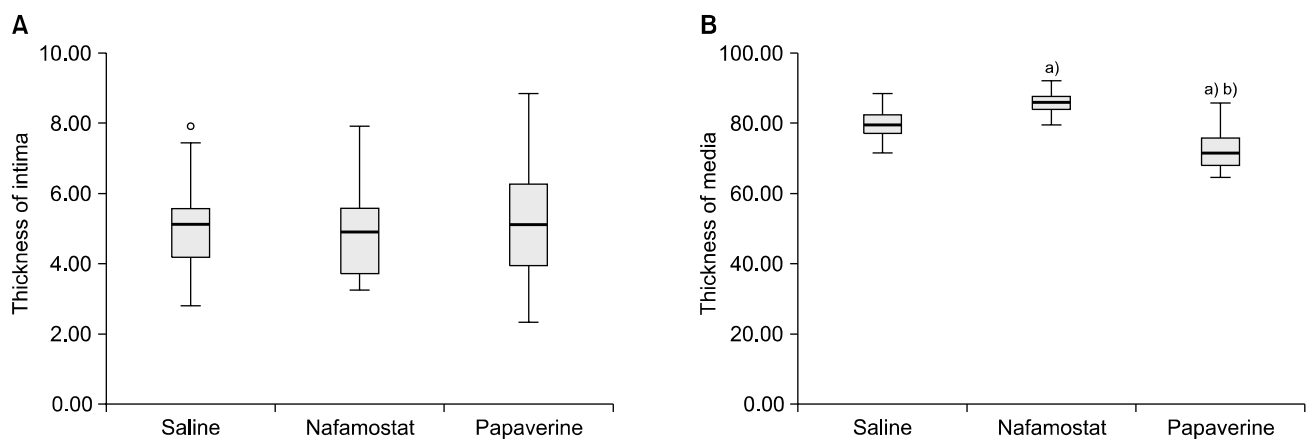 A
Thickness of intima
10.00
8.00
6.00
4.00
2.00
0.00
Saline
Nafamostat
Papaverine
B
Thickness of media
100.00
80.00
60.00
40.00
20.00
0.00
a)
a) b)
Saline
Nafamostat
Papaverine